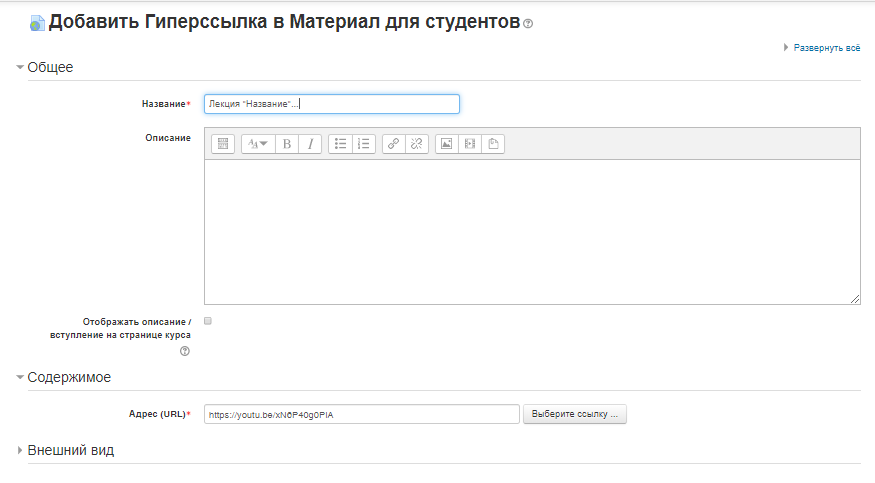 Добавить Гиперссылка в Материал для студентов
Развернуть всё
Общее
Название*
Лекция "Название"...
Описание
Отображать описание /
вступление на странице курса
Содержимое
Адрес (URL)*
https://youtu.be/xN6P40g0PlA
Выберите ссылку ...
Внешний вид